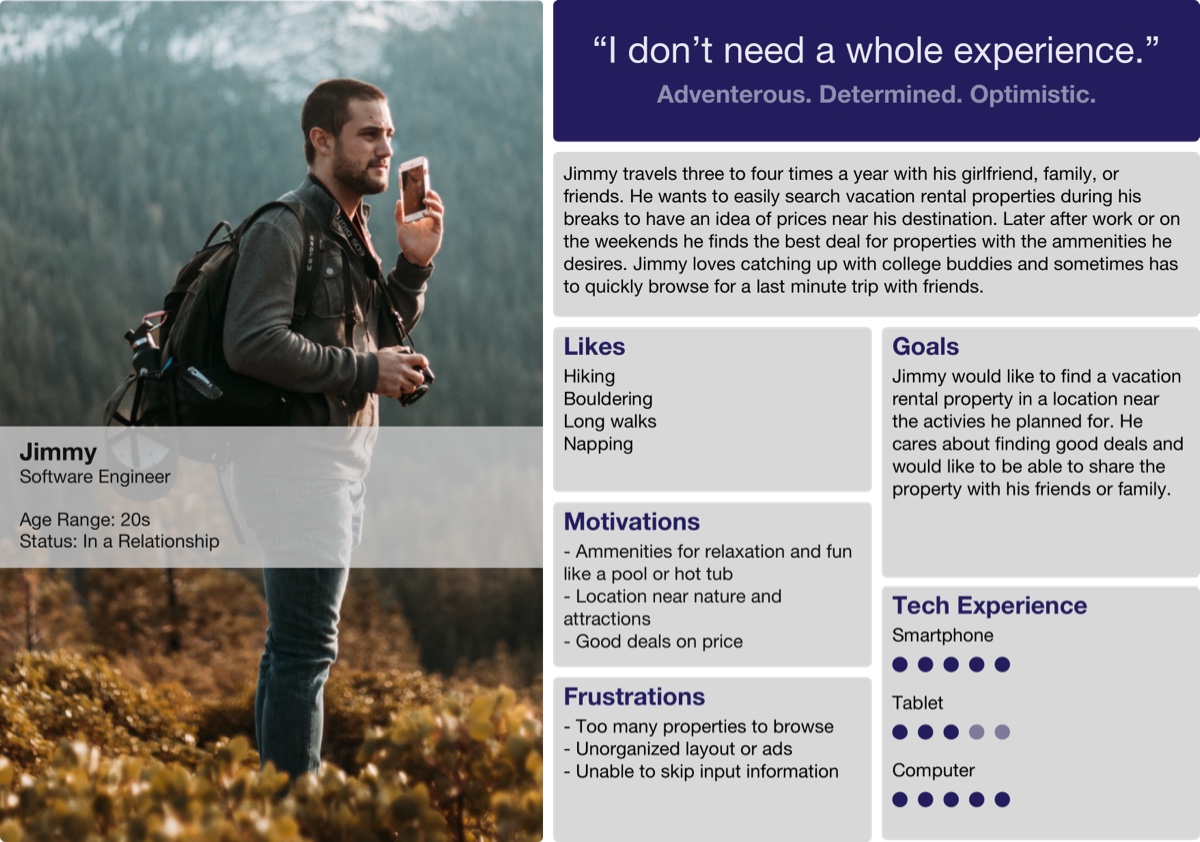 “I don’t need a whole experience.”
Adventerous. Determined. Optimistic.
Jimmy travels three to four times a year with his girlfriend, family, or
friends. He wants to easily search vacation rental properties during his
breaks to have an idea of prices near his destination. Later after work or on
the weekends he finds the best deal for properties with the ammenities he
desires. Jimmy loves catching up with college buddies and sometimes has
to quickly browse for a last minute trip with friends.
Jimmy
Software Engineer
Age Range: 20s
Status: In a Relationship
Likes
Hiking
Bouldering
Long walks
Napping
Motivations
- Ammenities for relaxation and fun
like a pool or hot tub
- Location near nature and
attractions
- Good deals on price
Frustrations
- Too many properties to browse
- Unorganized layout or ads
- Unable to skip input information
Goals
Jimmy would like to find a vacation
rental property in a location near
the activies he planned for. He
cares about finding good deals and
would like to be able to share the
property with his friends or family.
Tech Experience
Smartphone
Tablet
Computer